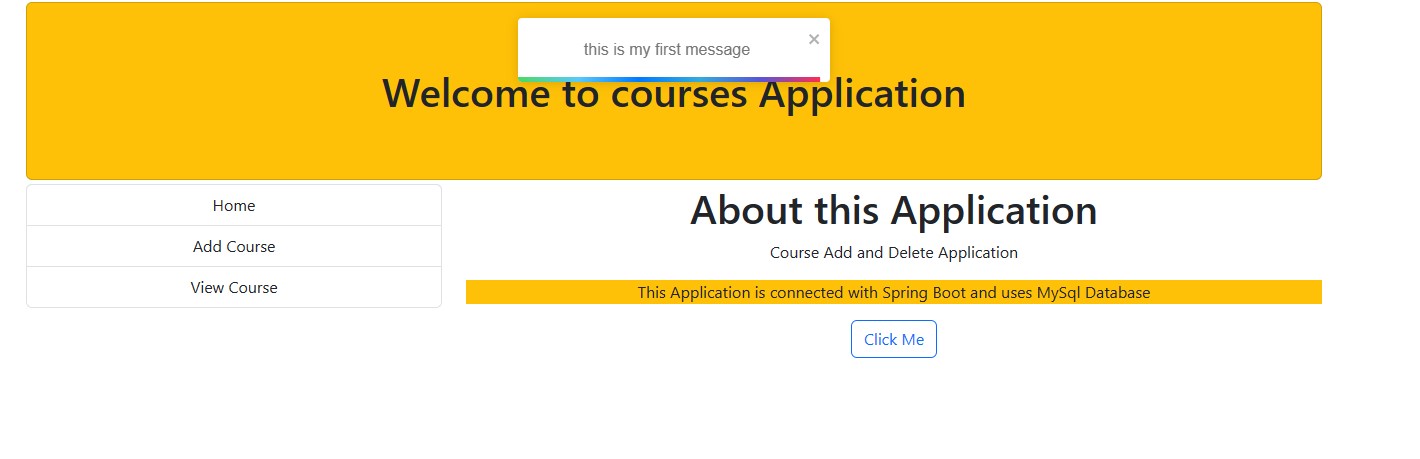 this is my first message
×
Welcome to courses Application
Home
Add Course
View Course
About this Application
Course Add and Delete Application
This Application is connected with Spring Boot and uses MySql Database
Click Me